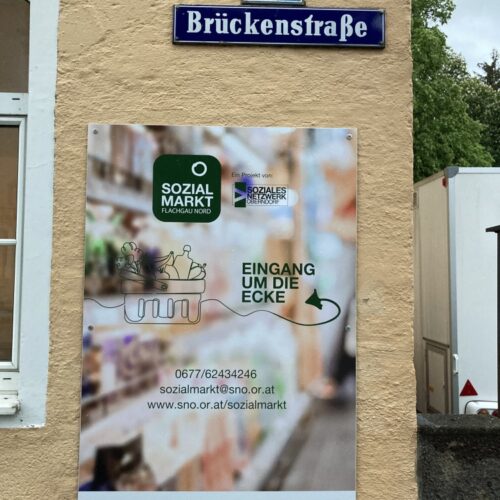 Brückenstraße
SOZIAL
MARKT
FLACHGAU NORD
Ein Projekt von:
SOZIALES
NETZWERK
OBERNDORF
EINGANG
UM DIE
ECKE
0677/62434246
sozialmarkt@sno.or.at
www.sno.or.at/sozialmarkt